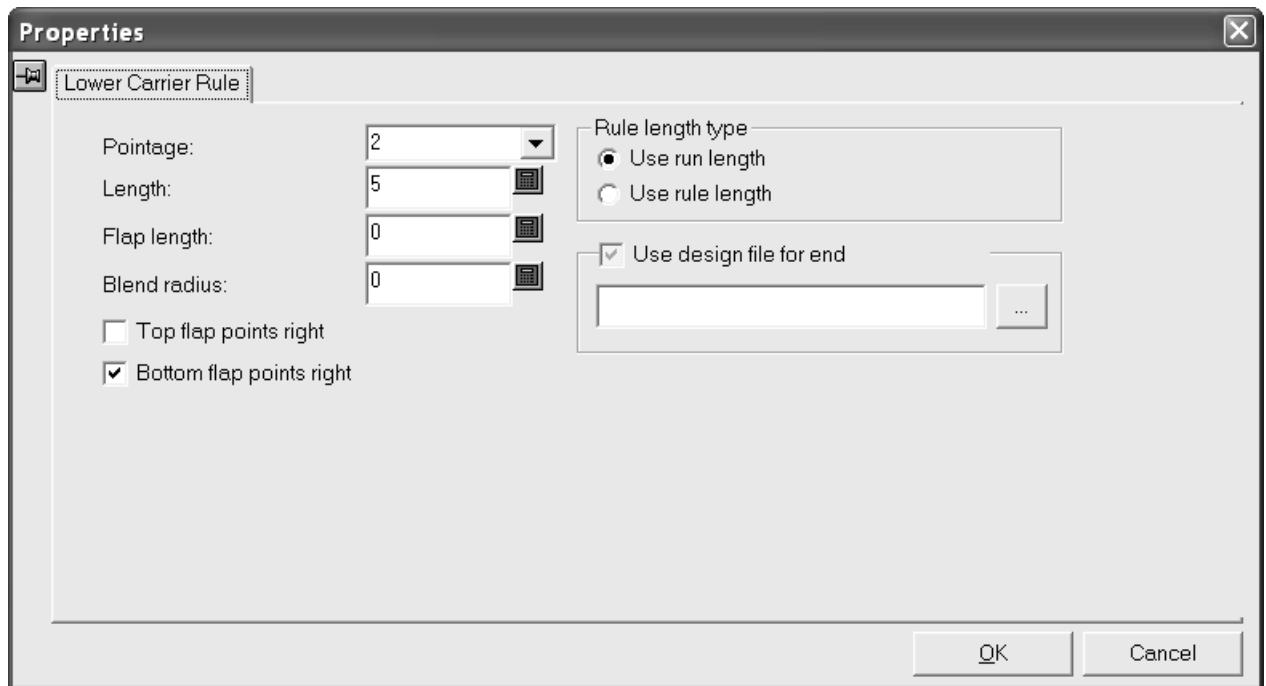 Properties
Lower Carrier Rule
Pointage:
2
Length:
5
Flap length:
0
Blend radius:
0
Top flap points right
Bottom flap points right
Rule length type
Use run length
Use rule length
Use design file for end
...
OK
Cancel